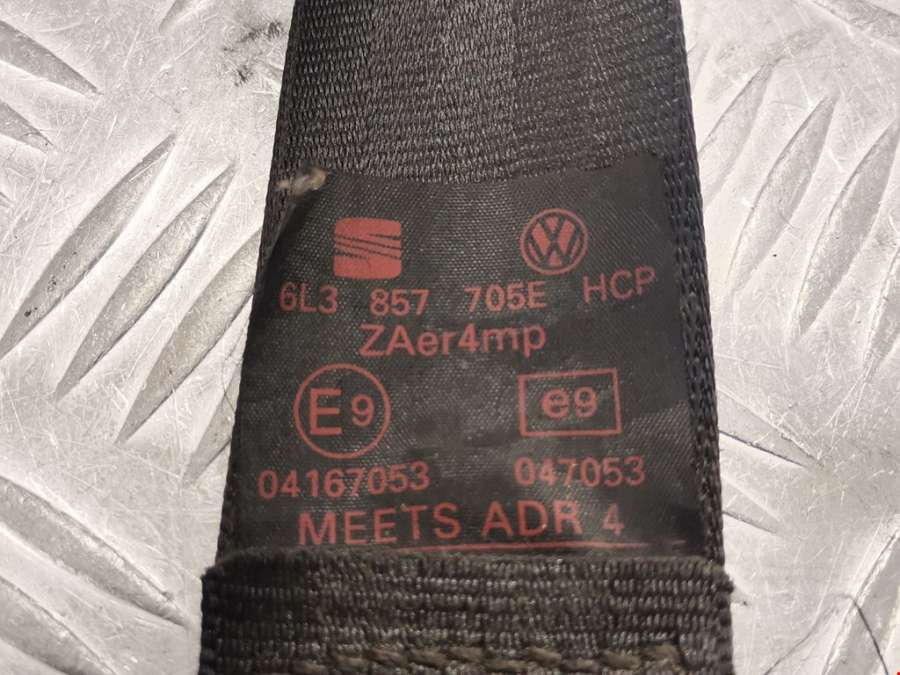 6L3 857 705E HCP
ZAer4mp
E9 e9
04167053 047053
MEETS ADR 4